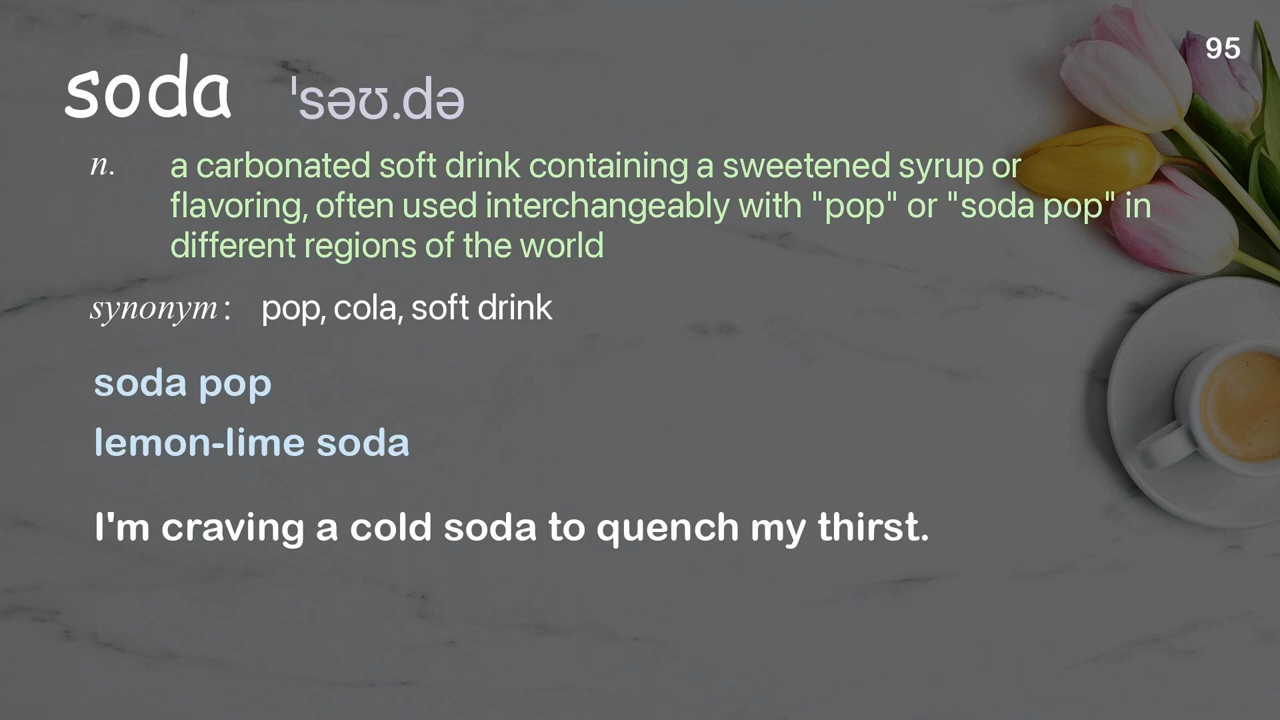 95
soda ˈsəʊ.də
n. a carbonated soft drink containing a sweetened syrup or
flavoring, often used interchangeably with "pop" or "soda pop" in
different regions of the world
synonym: pop, cola, soft drink
soda pop
lemon-lime soda
I'm craving a cold soda to quench my thirst.